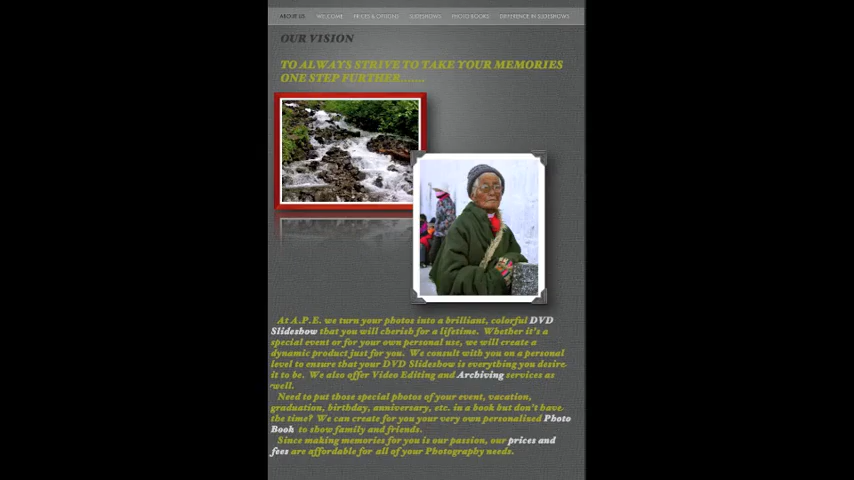 ABOUT US WELCOME PRICES & OPTIONS SLIDESHOWS PHOTO BOOKS DIFFERENCE IN SLIDESHOWS
OUR VISION
TO ALWAYS STRIVE TO TAKE YOUR MEMORIES
ONE STEP FURTHER.......
At A.P.E. we turn your photos into a brilliant, colorful DVD
Slideshow that you will cherish for a lifetime. Whether it's a
special event or for your own personal use, we will create a
dynamic product just for you. We consult with you on a personal
level to ensure that your DVD Slideshow is everything you desire
it to be. We also offer Video Editing and Archiving services as
well.
Need to put those special photos of your event, vacation,
graduation, birthday, anniversary, etc. in a book but don't have
the time? We can create for you your very own personalized Photo
Book to show family and friends.
Since making memories for you is our passion, our prices and
fees are affordable for all of your Photography needs.